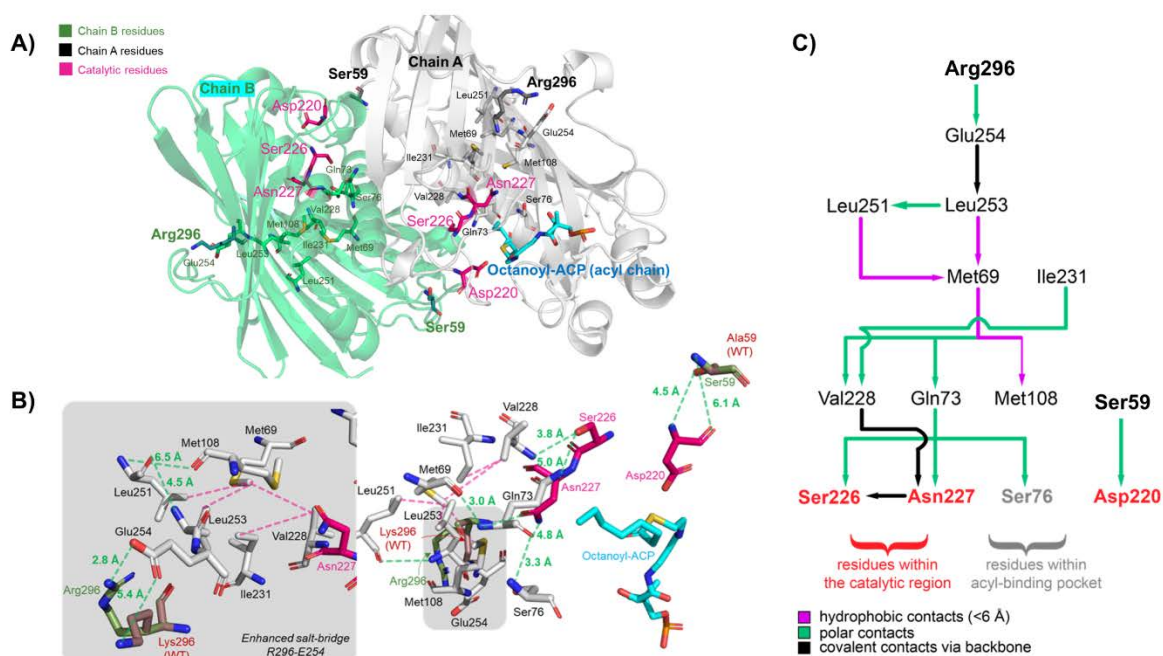 A)
Chain B residues
Chain A residues
Catalytic residues
Chain B
Ser59
Chain A
Arg296
Asp220
Leu251
Met69
Glu254
Ser226
Gln73
Ile231
Met108
Asn227
Ser76
Val228
Asn227
Val228
Ser76
Ser226
Gln73
Arg296
Met108
Glu254
Leu253
Ile231
Met69
Leu251
Octanoyl-ACP (acyl chain)
Asp220
Ser59
B)
Met69
Met108
6.5 Å
Leu251
4.5 Å
Glu254
Leu253
Val228
Asn227
2.8 Å
Arg296
5.4 Å
Ile231
Lys296
(WT)
Enhanced salt-bridge
R296-E254
Ala59
(WT)
Ser59
4.5 Å
6.1 Å
Val228
Ser226
Ile231
3.8 Å
5.0 Å
Met69
Asp220
Leu251
Gln73
Asn227
3.0 Å
Leu253
Lys296
(WT)
4.8 Å
Octanoyl-ACP
3.3 Å
Arg296
Met108
Ser76
Glu254
C)
Arg296
Glu254
Leu251
Leu253
Met69
Ile231
Val228
Gln73
Met108
Ser59
Ser226
Asn227
Ser76
Asp220
residues within
the catalytic region
residues within
acyl-binding pocket
hydrophobic contacts (<6 Å)
polar contacts
covalent contacts via backbone